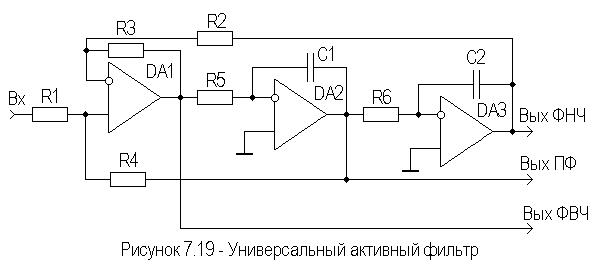 R3
R2
DA1
Вх
R1
R4
R5
C1
DA2
R6
C2
DA3
Вых ФНЧ
Вых ПФ
Вых ФВЧ
Рисунок 7.19 - Универсальный активный фильтр